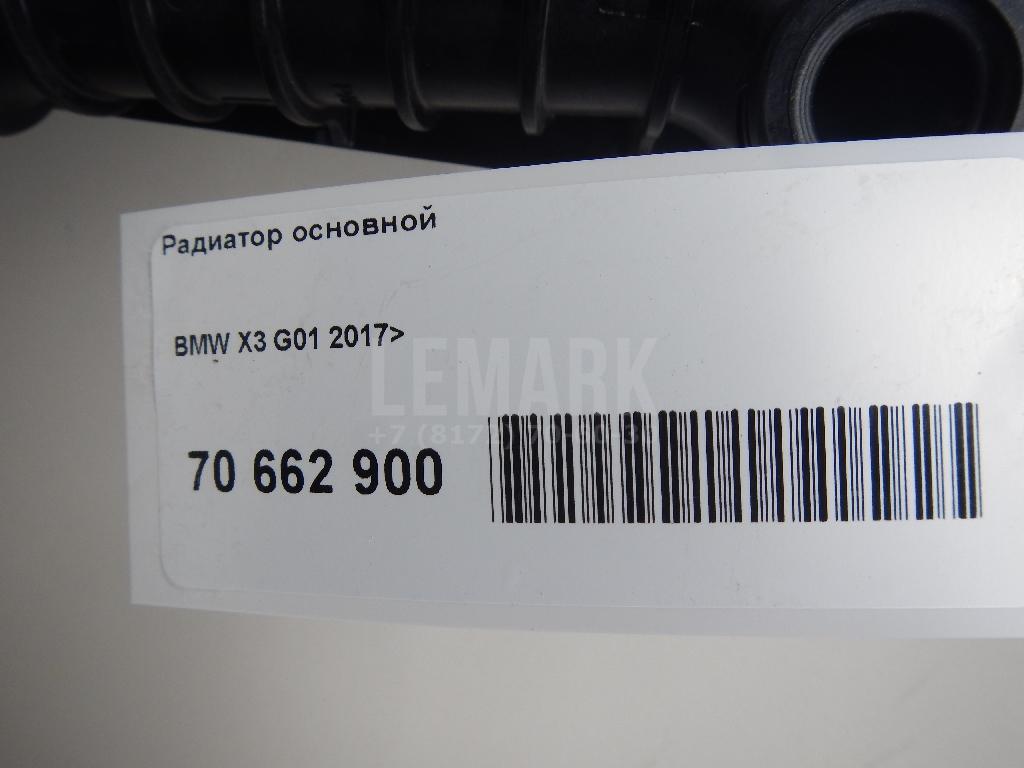 Радиатор основной
BMW X3 G01 2017>
LEMARK
70 662 900